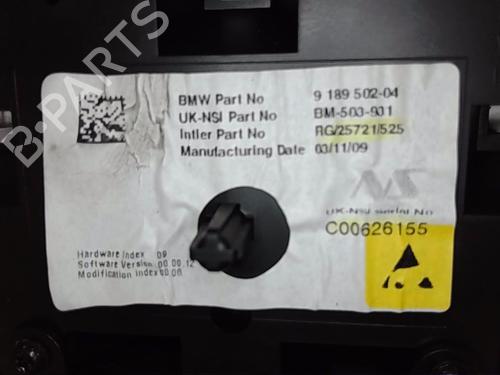 B-PARTS
BMW Part No 9 189 502-04
UK-NSI Part No BM-503-931
Intler Part No RG/25721/525
Manufacturing Date 03/11/09
NS
UK-NSI serial No
C00626155
Hardware Index 09
Software Version 00.00.12
Modification Index 00.00